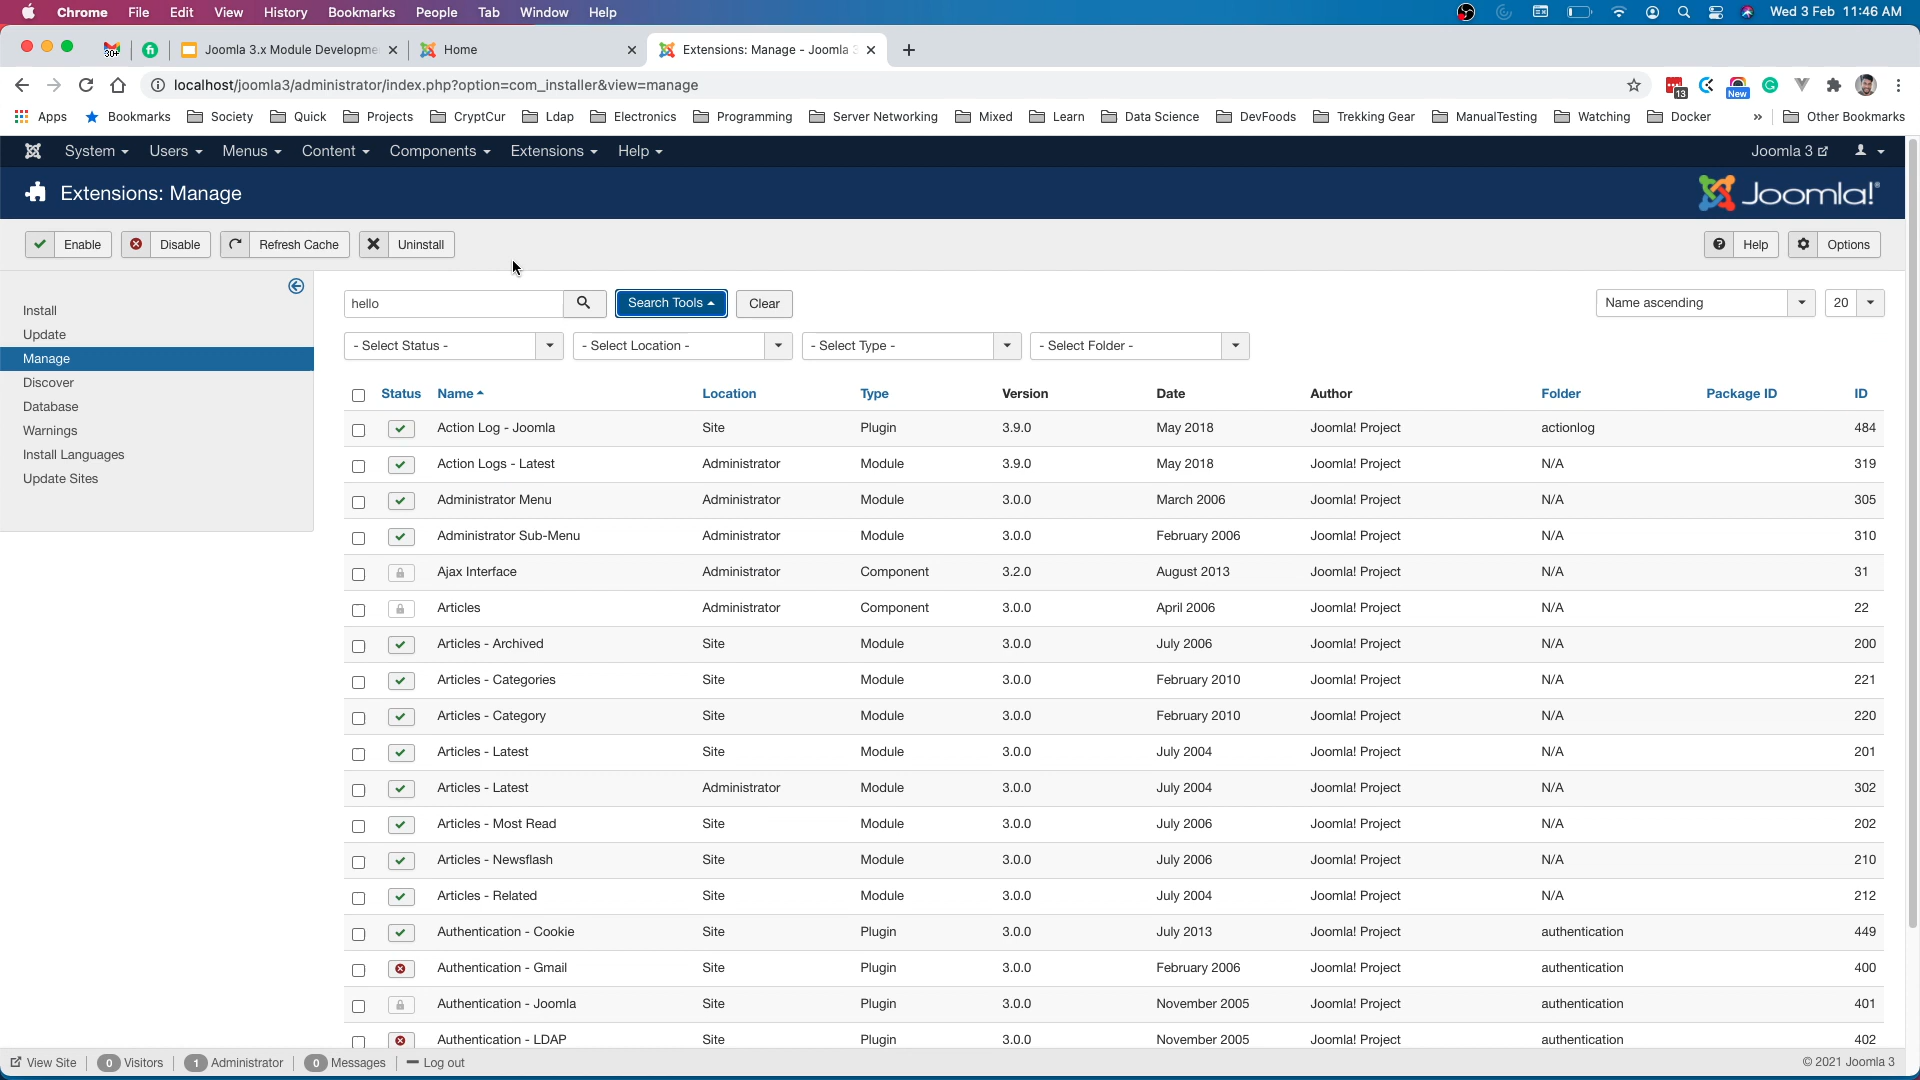 Chrome File Edit View History Bookmarks People Tab Window Help Wed 3 Feb 11:46 AM
30+ Joomla 3.x Module Developme Home Extensions: Manage - Joomla 3
localhost/joomla3/administrator/index.php?option=com_installer&view=manage 13 New
Apps Bookmarks Society Quick Projects CryptCur Ldap Electronics Programming Server Networking Mixed Learn Data Science DevFoods Trekking Gear ManualTesting Watching Docker » Other Bookmarks
System Users Menus Content Components Extensions Help Joomla 3
Extensions: Manage Joomla!®
Enable Disable Refresh Cache Uninstall Help Options
hello Search Tools Clear Name ascending 20
Install
Update
- Select Status - - Select Location - - Select Type - - Select Folder -
Manage
Discover
Database
Warnings
Install Languages
Update Sites
Status Name Location Type Version Date Author Folder Package ID ID
Action Log - Joomla Site Plugin 3.9.0 May 2018 Joomla! Project actionlog 484
Action Logs - Latest Administrator Module 3.9.0 May 2018 Joomla! Project N/A 319
Administrator Menu Administrator Module 3.0.0 March 2006 Joomla! Project N/A 305
Administrator Sub-Menu Administrator Module 3.0.0 February 2006 Joomla! Project N/A 310
Ajax Interface Administrator Component 3.2.0 August 2013 Joomla! Project N/A 31
Articles Administrator Component 3.0.0 April 2006 Joomla! Project N/A 22
Articles - Archived Site Module 3.0.0 July 2006 Joomla! Project N/A 200
Articles - Categories Site Module 3.0.0 February 2010 Joomla! Project N/A 221
Articles - Category Site Module 3.0.0 February 2010 Joomla! Project N/A 220
Articles - Latest Site Module 3.0.0 July 2004 Joomla! Project N/A 201
Articles - Latest Administrator Module 3.0.0 July 2004 Joomla! Project N/A 302
Articles - Most Read Site Module 3.0.0 July 2006 Joomla! Project N/A 202
Articles - Newsflash Site Module 3.0.0 July 2006 Joomla! Project N/A 210
Articles - Related Site Module 3.0.0 July 2004 Joomla! Project N/A 212
Authentication - Cookie Site Plugin 3.0.0 July 2013 Joomla! Project authentication 449
Authentication - Gmail Site Plugin 3.0.0 February 2006 Joomla! Project authentication 400
Authentication - Joomla Site Plugin 3.0.0 November 2005 Joomla! Project authentication 401
Authentication - LDAP Site Plugin 3.0.0 November 2005 Joomla! Project authentication 402
View Site 0 Visitors 1 Administrator 0 Messages Log out © 2021 Joomla 3